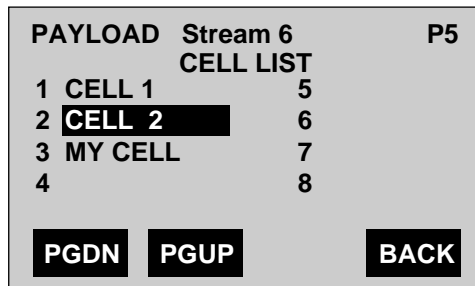 PAYLOAD Stream 6 P5
CELL LIST
1 CELL 1 5
2 CELL 2 6
3 MY CELL 7
4 8
PGDN PGUP BACK